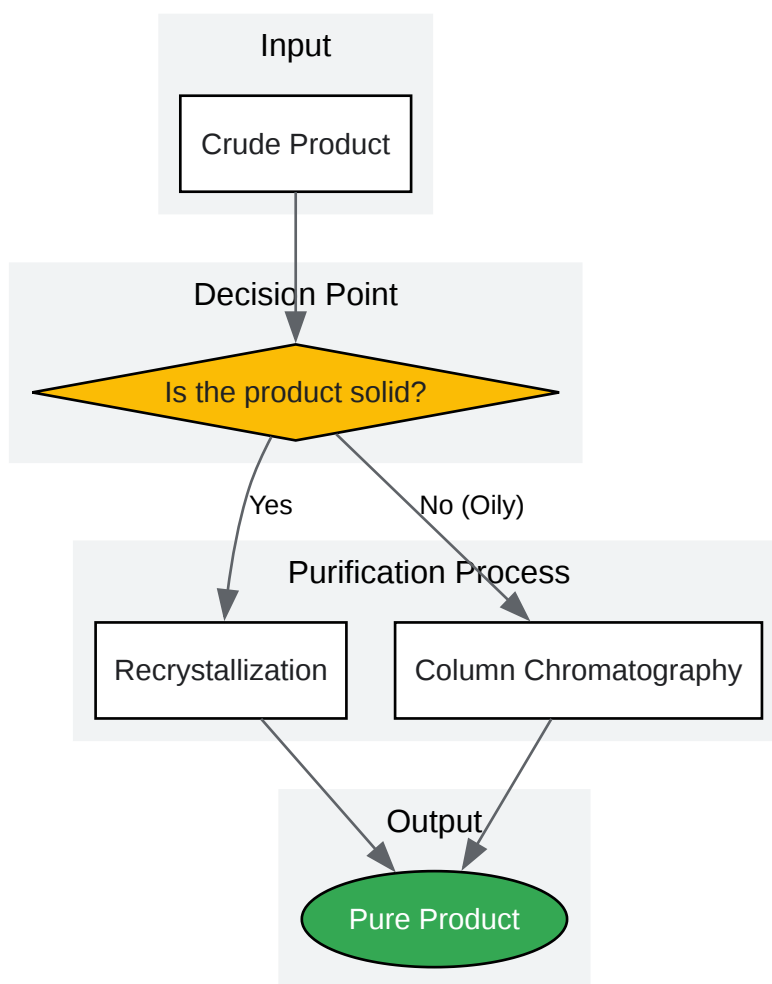 Input
Crude Product
Decision Point
Is the product solid?
Yes
No (Oily)
Purification Process
Recrystallization
Column Chromatography
Output
Pure Product